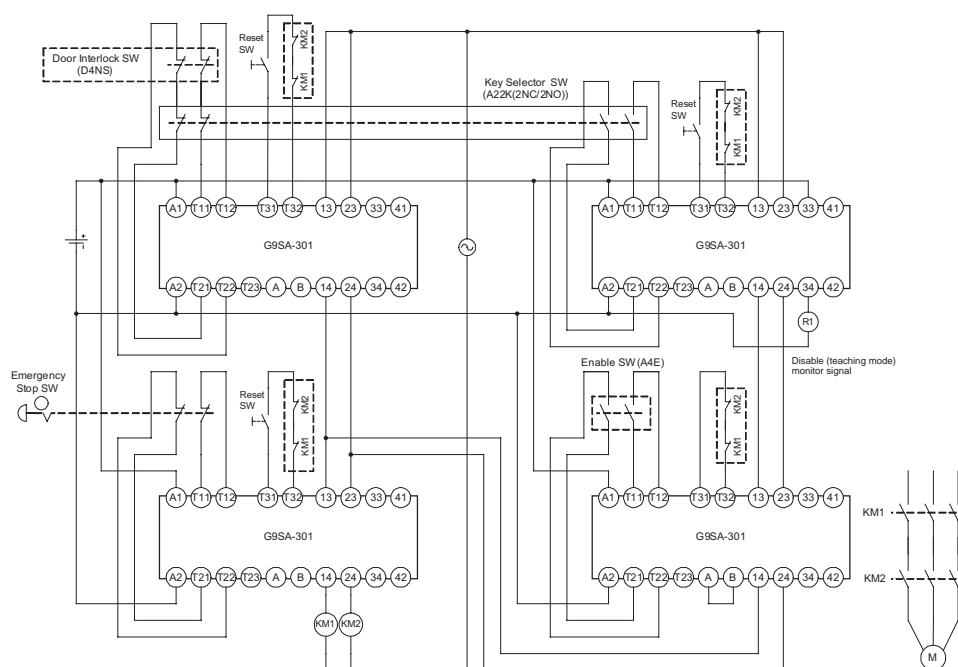 Door Interlock SW
(D4NS)
Reset
SW
KM2
KM1
Key Selector SW
(A22K(2NC/2NO))
Reset
SW
KM2
KM1
+
-
A1 T11 T12 T31 T32 13 23 33 41
G9SA-301
A2 T21 T22 T23 A B 14 24 34 42
A1 T11 T12 T31 T32 13 23 33 41
G9SA-301
A2 T21 T22 T23 A B 14 24 34 42
R1
Disable (teaching mode)
monitor signal
Emergency
Stop SW
Reset
SW
KM2
KM1
Enable SW (A4E)
KM2
KM1
A1 T11 T12 T31 T32 13 23 33 41
G9SA-301
A2 T21 T22 T23 A B 14 24 34 42
KM1 KM2
A1 T11 T12 T31 T32 13 23 33 41
G9SA-301
A2 T21 T22 T23 A B 14 24 34 42
KM1
KM2
M